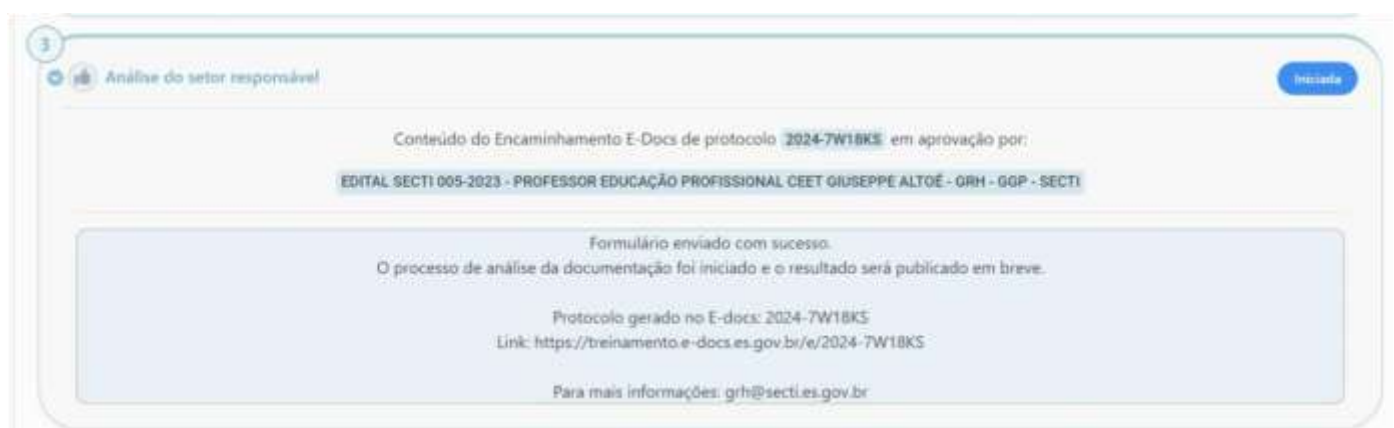 3
Análise do setor responsável
Iniciada
Conteúdo do Encaminhamento E-Docs de protocolo 2024-7W18KS em aprovação por:
EDITAL SECTI 005-2023 - PROFESSOR EDUCAÇÃO PROFISSIONAL CEET GIUSEPPE ALTOÉ - GRH - GGP - SECTI
Formulário enviado com sucesso.
O processo de análise da documentação foi iniciado e o resultado será publicado em breve.
Protocolo gerado no E-docs: 2024-7W18KS
Link: https://treinamento.e-docs.es.gov.br/e/2024-7W18KS
Para mais informações: grh@secti.es.gov.br